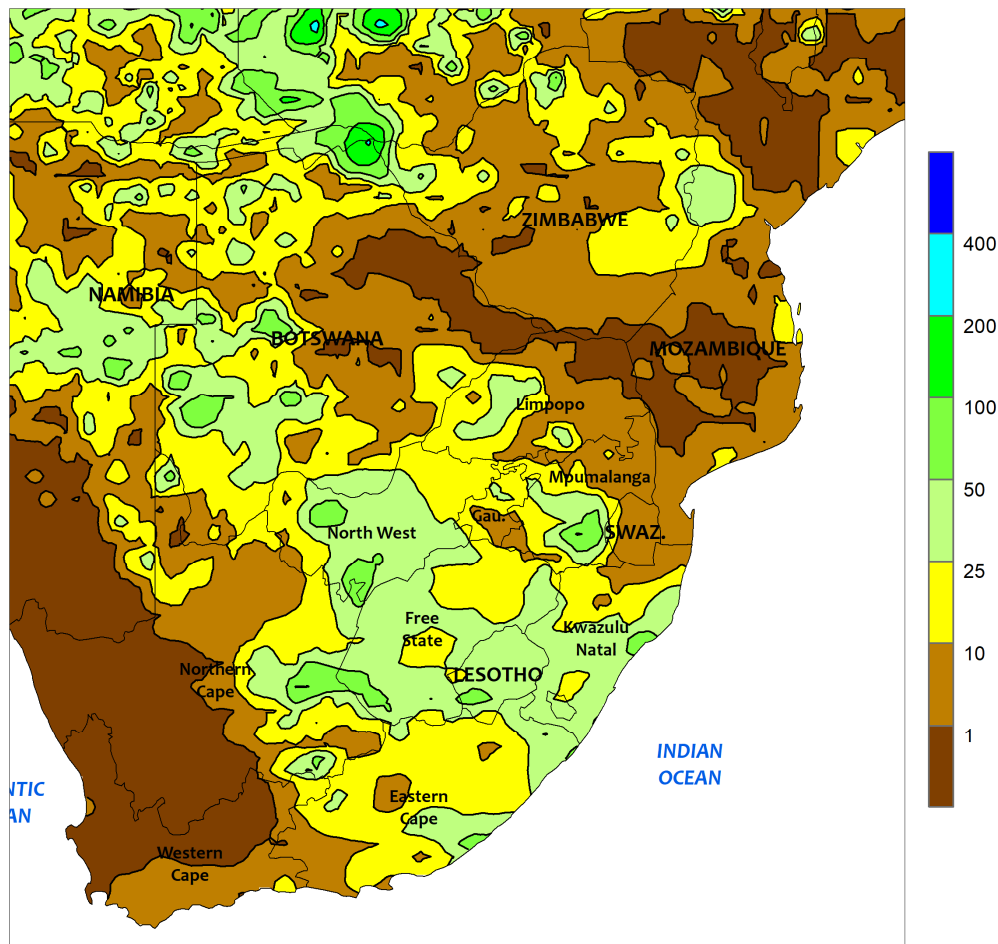 400
ZIMBABWE
NAMIBIA
200
BOTSWANA
MOZAMBIQUE
Limpopo
100
Mpumalanga
50
Gau.
North West
SWAZ.
25
Free
State
Kwazulu
Natal
10
Northern
Cape
LESOTHO
1
INDIAN
OCEAN
NTIC
AN
Eastern
Cape
Western
Cape